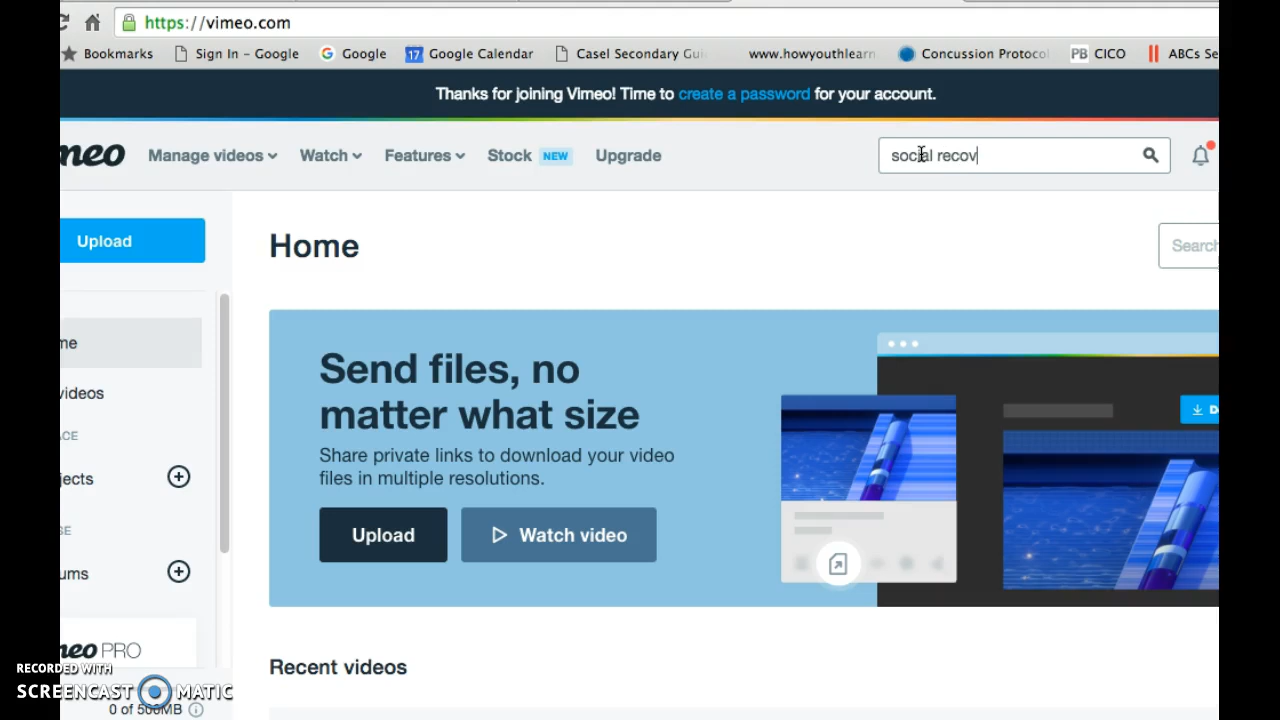 https://vimeo.com
Bookmarks Sign In - Google Google 17 Google Calendar Casel Secondary Gui www.howyouthlearn Concussion Protocol PB CICO ABCs Se
Thanks for joining Vimeo! Time to create a password for your account.
meo Manage videos Watch Features Stock NEW Upgrade social recov
Upload
Home
Search
me
videos
ACE
jects
SE
ums
Send files, no
matter what size
Share private links to download your video
files in multiple resolutions.
Upload Watch video
meo PRO
Recent videos
RECORDED WITH
SCREENCAST MATIC
0 of 500MB